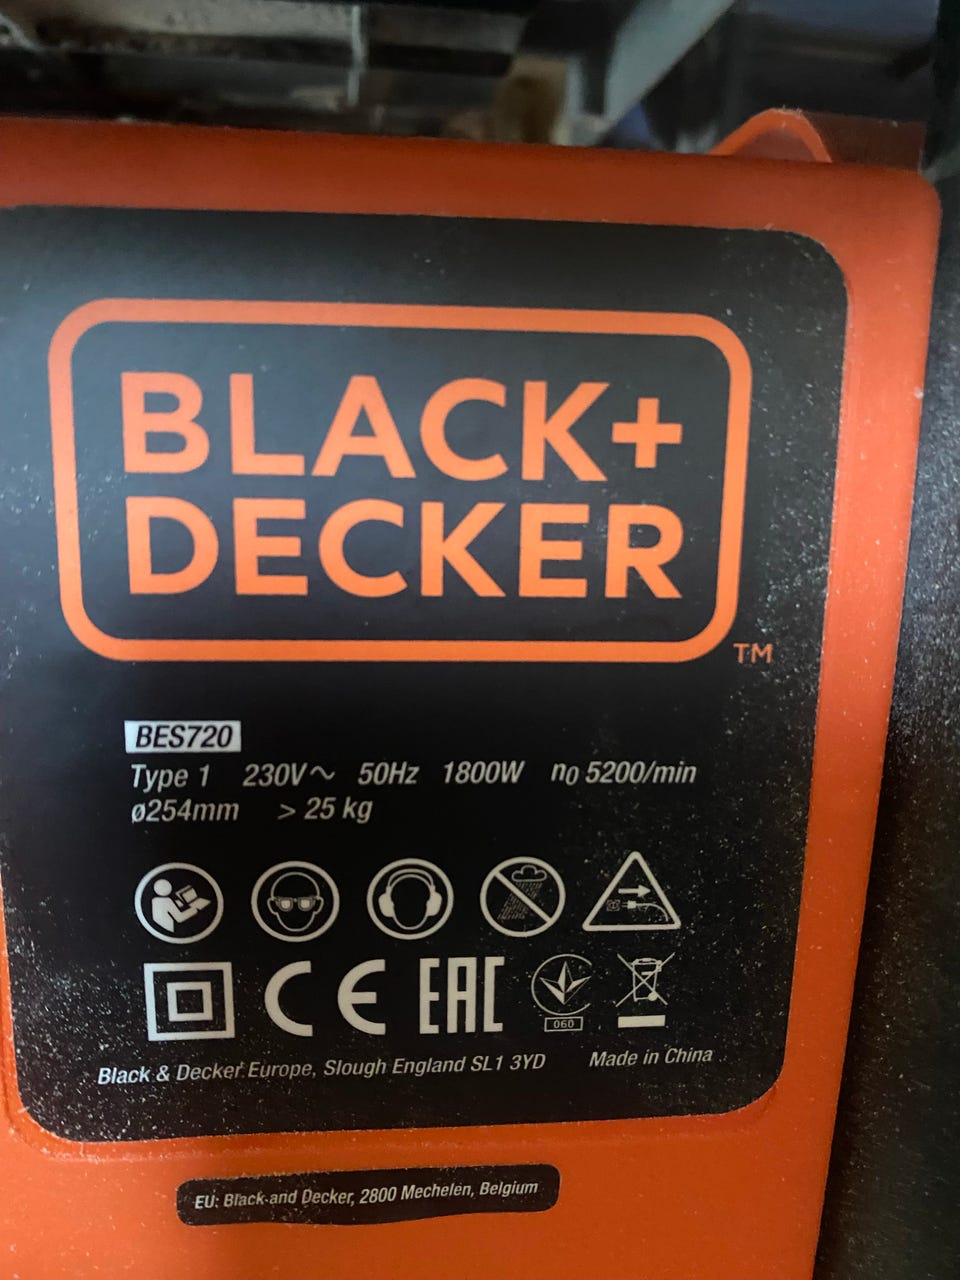 BLACK+
DECKER
TM
BES720
Type 1 230V~ 50Hz 1800W n0 5200/min
ø254mm > 25 kg
CE EAC
060
Black & Decker Europe, Slough England SL1 3YD Made in China
EU: Black and Decker, 2800 Mechelen, Belgium